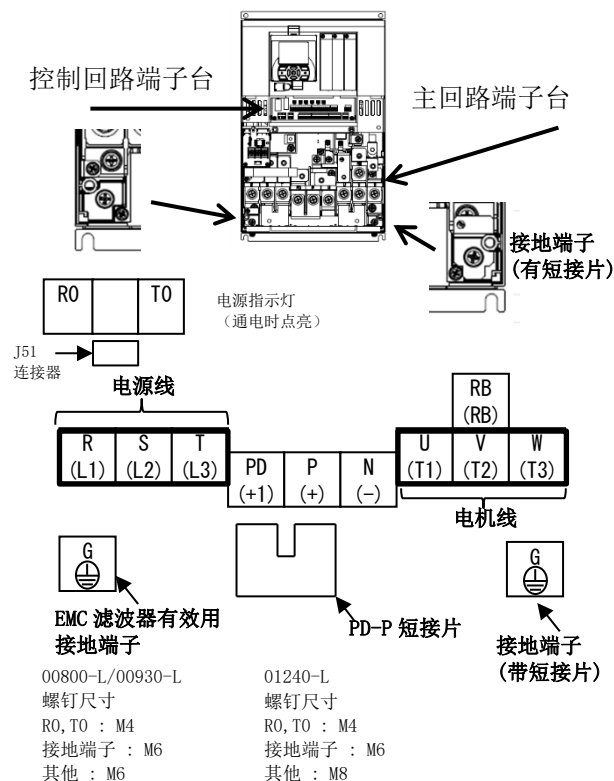 控制回路端子台
主回路端子台
接地端子
(有短接片)
R0 T0
电源指示灯
（通电时点亮）
J51
连接器
电源线
RB
(RB)
R S T
(L1) (L2) (L3)
PD P N
(+1) (+) (-)
U V W
(T1) (T2) (T3)
电机线
G
G
EMC 滤波器有效用
接地端子
PD-P 短接片
接地端子
(带短接片)
00800-L/00930-L
螺钉尺寸
R0,T0 : M4
接地端子 : M6
其他 : M6
01240-L
螺钉尺寸
R0,T0 : M4
接地端子 : M6
其他 : M8